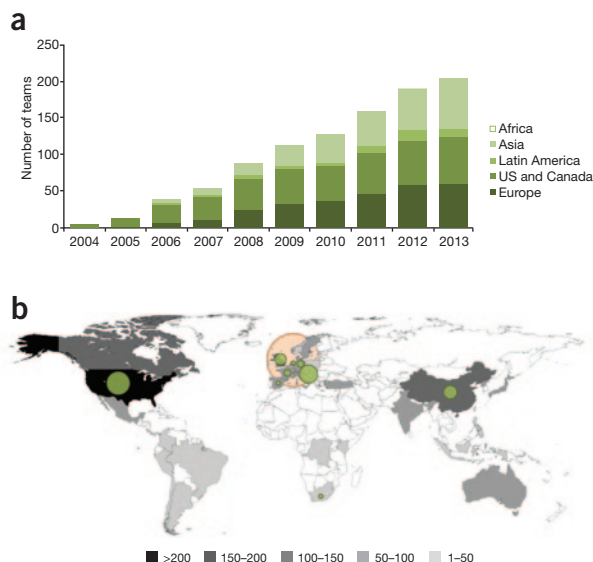 a
250
200
150
100
50
0
Number of teams
2004 2005 2006 2007 2008 2009 2010 2011 2012 2013
Africa
Asia
Latin America
US and Canada
Europe
b
>200 150–200 100–150 50–100 1–50